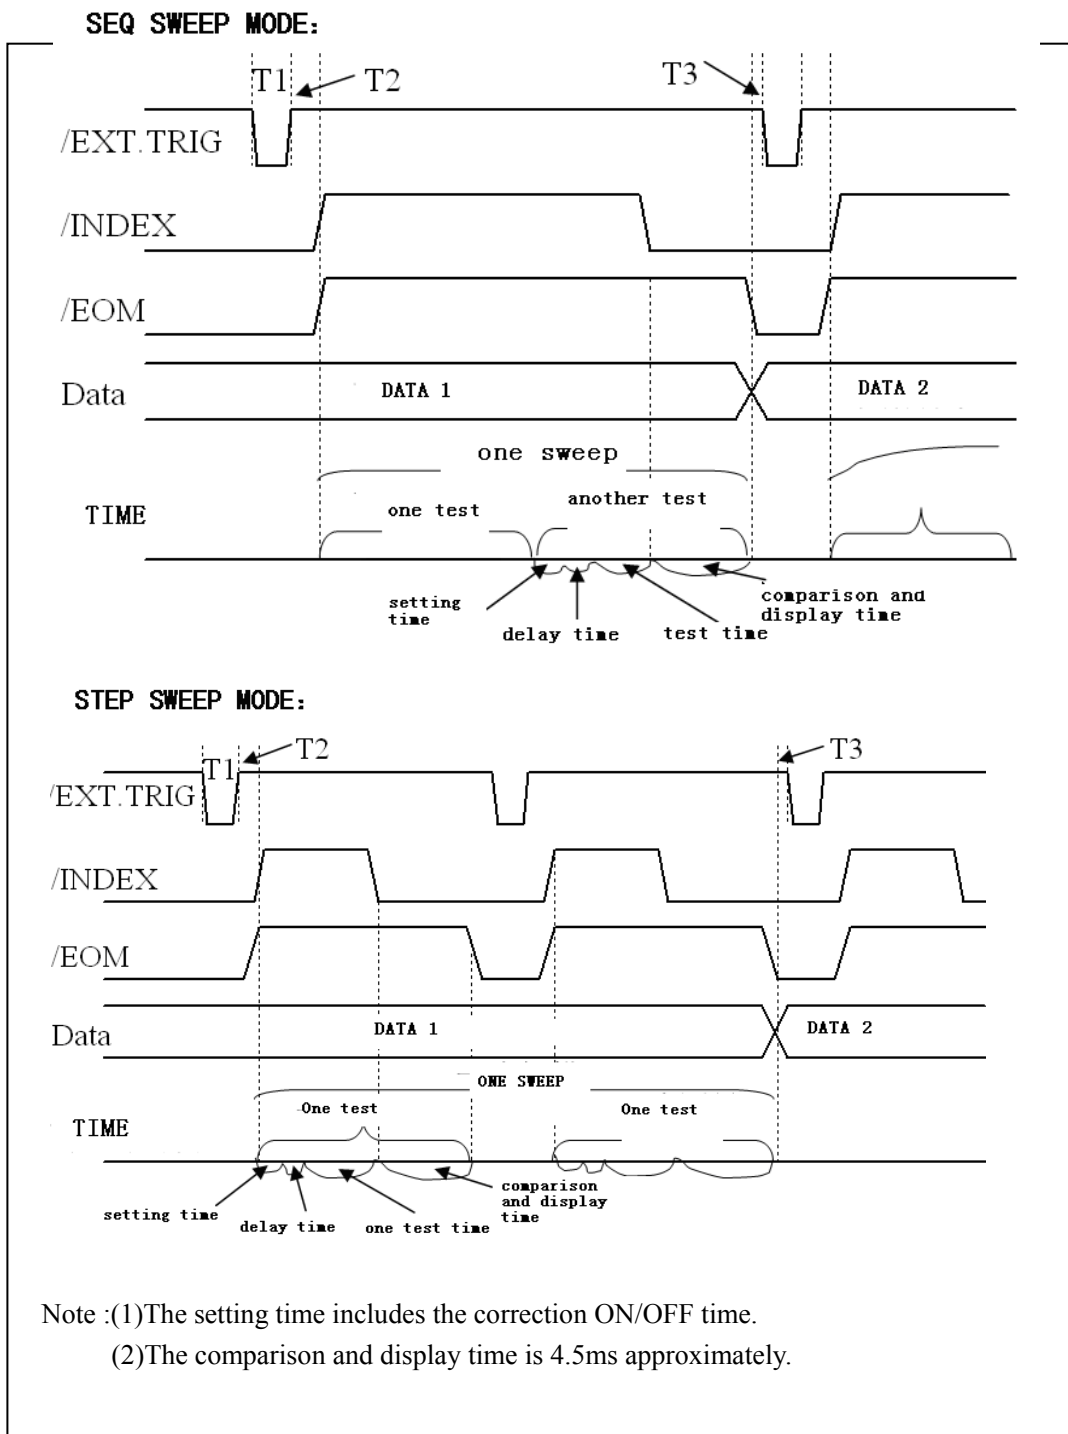 SEQ SWEEP MODE:
T1
T2
T3
/EXT.TRIG
/INDEX
/EOM
Data
DATA 1
DATA 2
one sweep
another test
one test
TIME
setting
time
delay time
test time
comparison and
display time
STEP SWEEP MODE:
T1
T2
T3
/EXT.TRIG
/INDEX
/EOM
Data
DATA 1
DATA 2
ONE SWEEP
One test
One test
TIME
setting time
delay time
one test time
comparison
and display
time
Note :(1)The setting time includes the correction ON/OFF time.
(2)The comparison and display time is 4.5ms approximately.